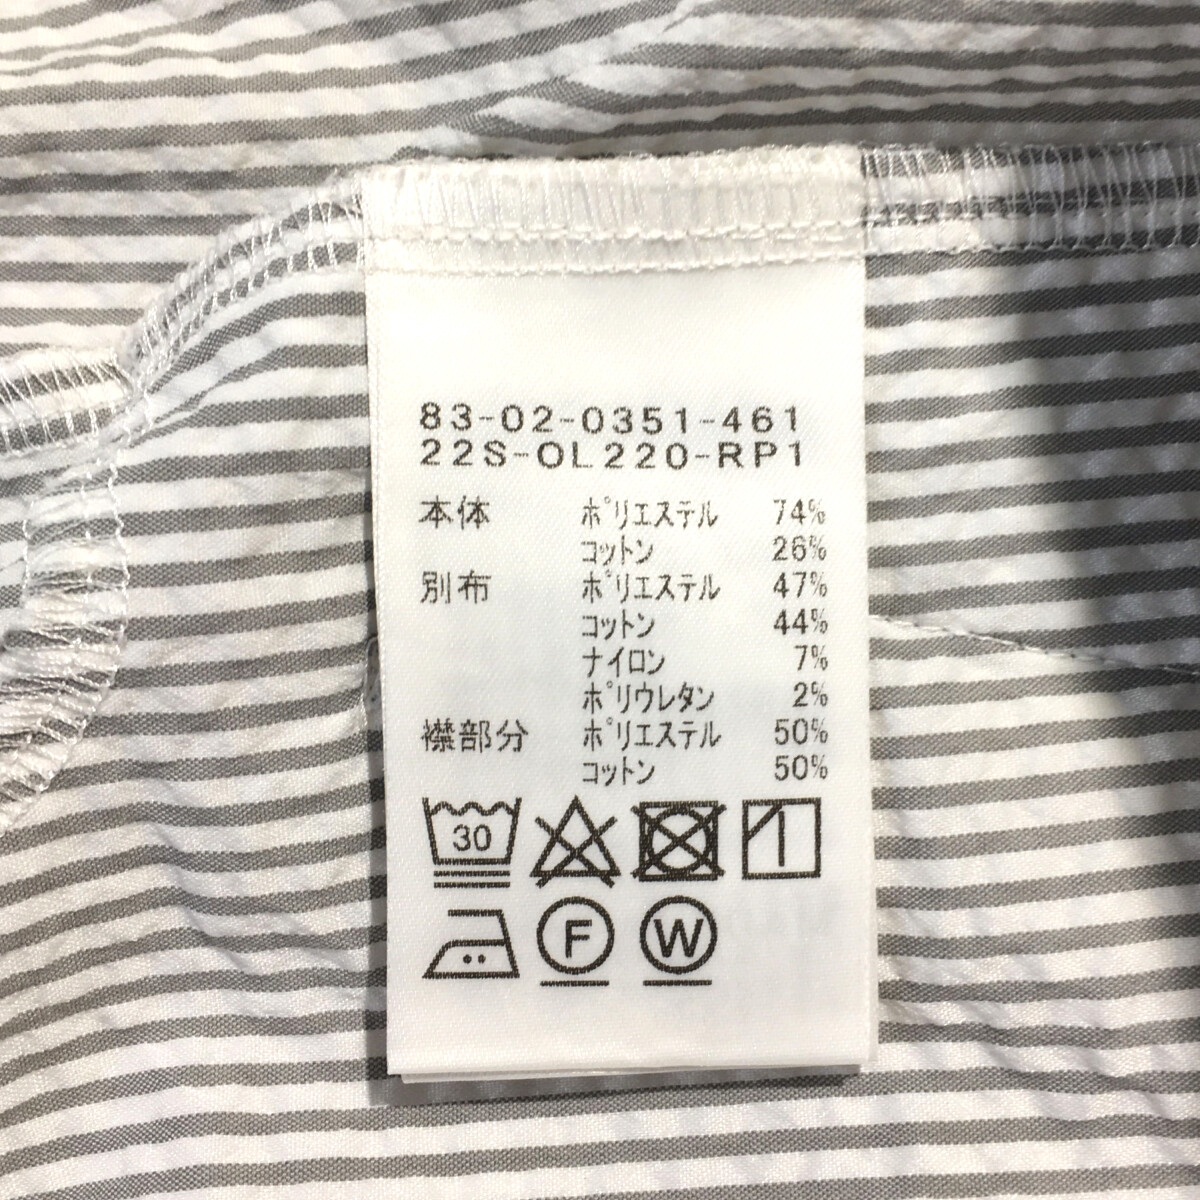 83-02-0351-461
22S-OL220-RP1
本体 ポリエステル 74%
コットン 26%
別布 ポリエステル 47%
コットン 44%
ナイロン 7%
ポリウレタン 2%
襟部分 ポリエステル 50%
コットン 50%
30
F W